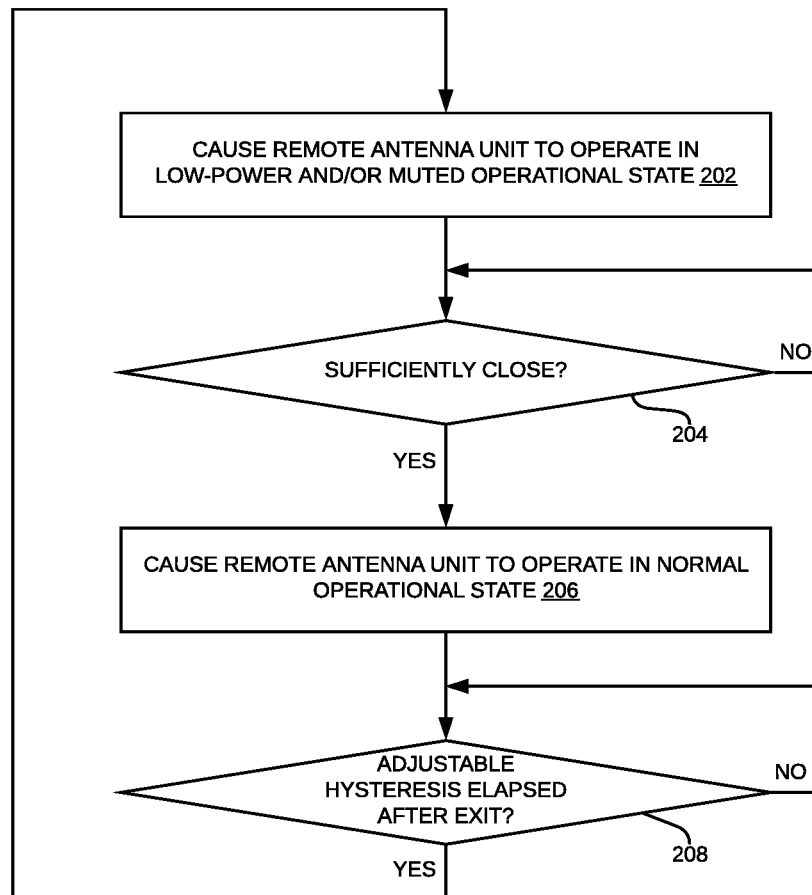 CAUSE REMOTE ANTENNA UNIT TO OPERATE IN
LOW-POWER AND/OR MUTED OPERATIONAL STATE 202
SUFFICIENTLY CLOSE?
NO
204
YES
CAUSE REMOTE ANTENNA UNIT TO OPERATE IN NORMAL
OPERATIONAL STATE 206
ADJUSTABLE
HYSTERESIS ELAPSED
AFTER EXIT?
NO
208
YES